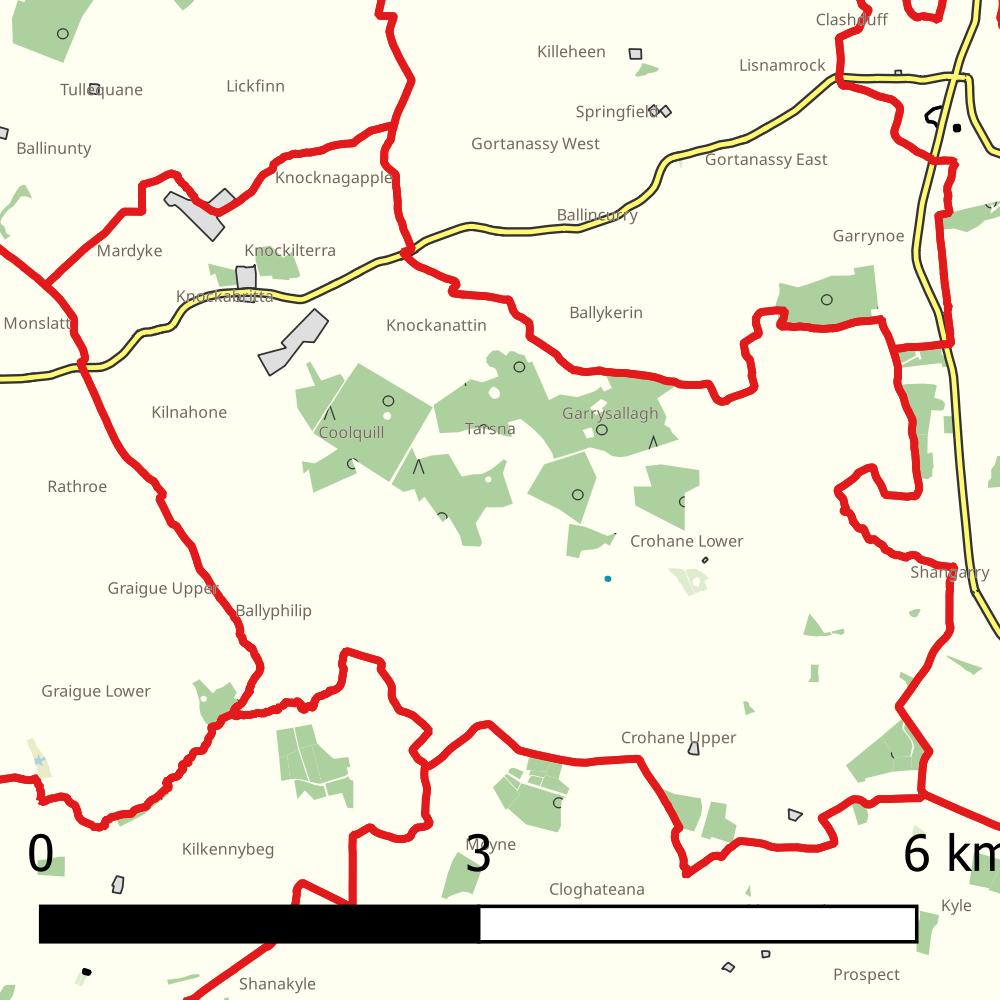 Clashduff
Killeheen
Lisnamrock
Lickfinn
Tullequane
Springfield
Gortanassy West
Ballinunty
Gortanassy East
Knocknagapple
Ballincurry
Garrynoe
Mardyke
Knockilterra
Knockabritta
Ballykerin
Monslatt
Knockanattin
Kilnahone
Garrysallagh
Tarsna
Coolquill
Rathroe
Crohane Lower
Shangarry
Graigue Upper
Ballyphilip
Graigue Lower
Crohane Upper
Moyne
Kilkennybeg
0 3 6 km
Cloghateana
Kyle
Prospect
Shanakyle